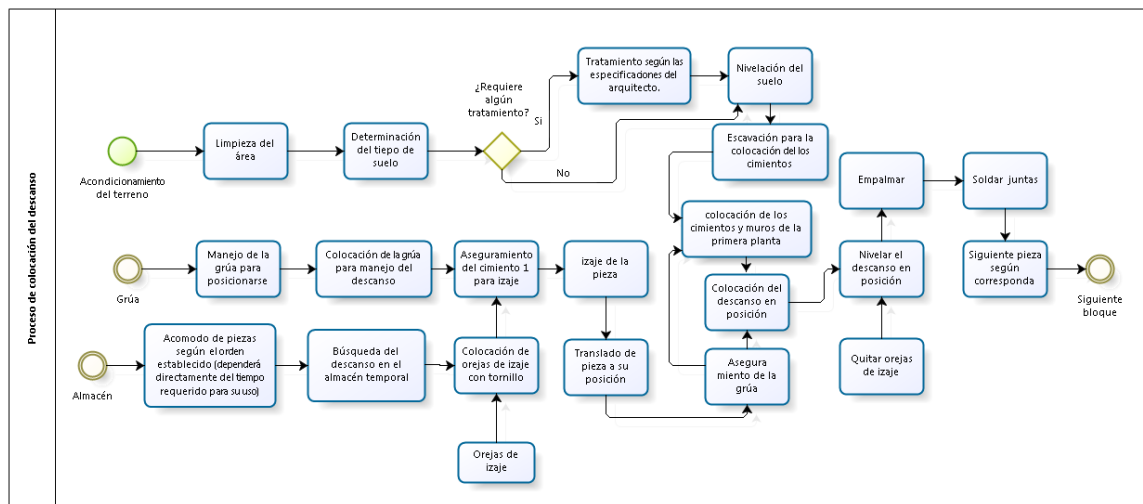 Proceso de colocación del descanso
Acondicionamiento
del terreno
Limpieza del
área
Determinación
del tiepo de
suelo
¿Requiere
algún
tratamiento?
Si
No
Tratamiento según las
especificaciones del
arquitecto.
Nivelación del
suelo
Escavación para la
colocación del los
cimientos
colocación de los
cimientos y muros de la
primera planta
Grúa
Manejo de la
grúa para
posicionarse
Colocación de la grúa
para manejo del
descanso
Aseguramiento
del cimiento 1
para izaje
izaje de la
pieza
Translado de
pieza a su
posición
Asegura
miento de la
grúa
Colocación del
descanso en
posición
Nivelar el
descanso en
posición
Quitar orejas
de izaje
Empalmar
Soldar juntas
Siguiente pieza
según
corresponda
Siguiente
bloque
Almacén
Acomodo de piezas
según el orden
establecido (dependerá
directamente del tiempo
requerido para su uso)
Búsqueda del
descanso en el
almacén temporal
Colocación de
orejas de izaje
con tornillo
Orejas de
izaje